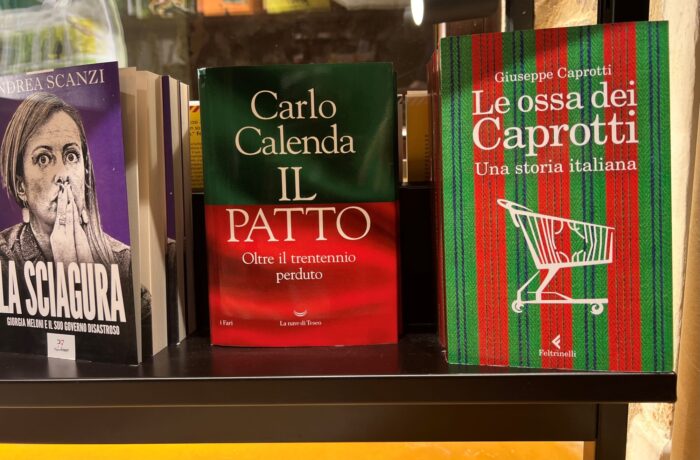 ANDREA SCANZI
LA SCIAGURA
GIORGIA MELONI E IL SUO GOVERNO DISASTROSO
Carlo
Calenda
IL
PATTO
Oltre il trentennio
perduto
i Fari
La nave di Teseo
Giuseppe Caprotti
Le ossa dei
Caprotti
Una storia italiana
Feltrinelli